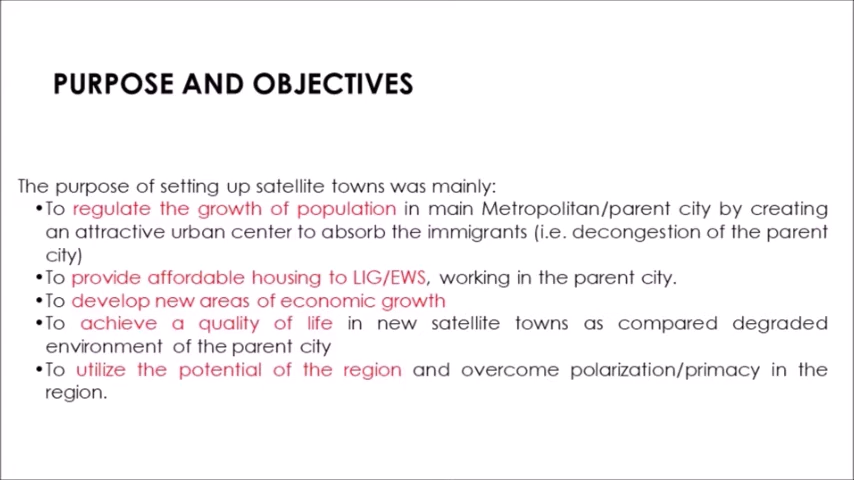 PURPOSE AND OBJECTIVES
The purpose of setting up satellite towns was mainly:
•To regulate the growth of population in main Metropolitan/parent city by creating
an attractive urban center to absorb the immigrants (i.e. decongestion of the parent
city)
•To provide affordable housing to LIG/EWS, working in the parent city.
•To develop new areas of economic growth
•To achieve a quality of life in new satellite towns as compared degraded
environment of the parent city
•To utilize the potential of the region and overcome polarization/primacy in the
region.